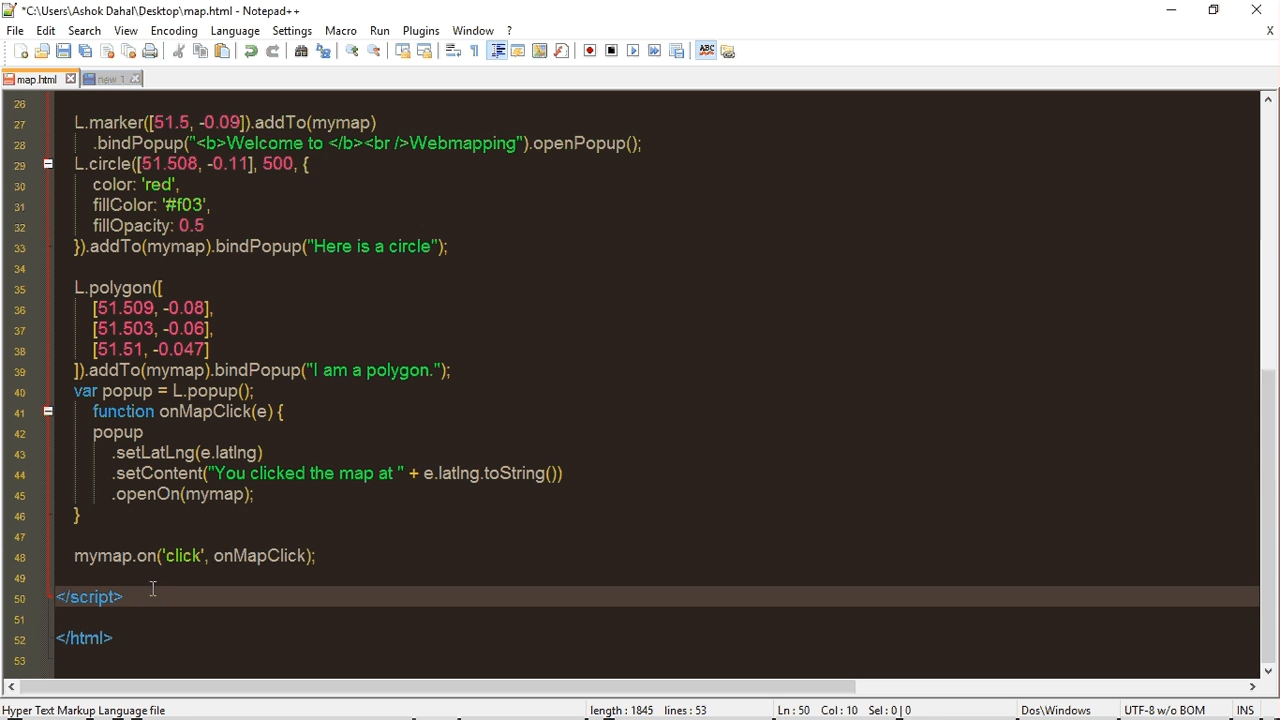 *C:\Users\Ashok Dahal\Desktop\map.html - Notepad++
File Edit Search View Encoding Language Settings Macro Run Plugins Window ? X
map.html new 1
26
27 L.marker([51.5, -0.09]).addTo(mymap)
28 .bindPopup("<b>Welcome to </b><br />Webmapping").openPopup();
29 L.circle([51.508, -0.11], 500, {
30 color: 'red',
31 fillColor: '#f03',
32 fillOpacity: 0.5
33 }).addTo(mymap).bindPopup("Here is a circle");
34
35 L.polygon([
36 [51.509, -0.08],
37 [51.503, -0.06],
38 [51.51, -0.047]
39 ]).addTo(mymap).bindPopup("I am a polygon.");
40 var popup = L.popup();
41 function onMapClick(e) {
42 popup
43 .setLatLng(e.latlng)
44 .setContent("You clicked the map at " + e.latlng.toString())
45 .openOn(mymap);
46 }
47
48 mymap.on('click', onMapClick);
49
50 </script>
51
52 </html>
53
Hyper Text Markup Language file length : 1845 lines : 53 Ln : 50 Col : 10 Sel : 0 | 0 Dos\Windows UTF-8 w/o BOM INS